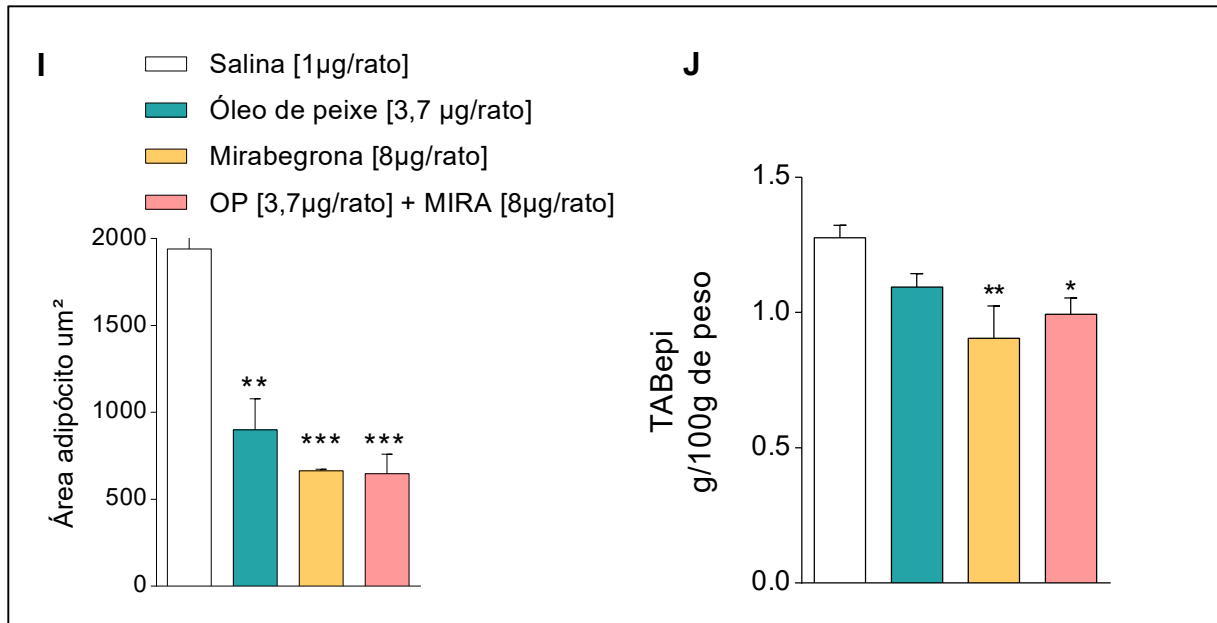 I
Salina [1µg/rato]
Óleo de peixe [3,7 µg/rato]
Mirabegrona [8µg/rato]
OP [3,7µg/rato] + MIRA [8µg/rato]
Área adipócito um²
2000
1500
1000
500
0
**
***
***
J
TABepi
g/100g de peso
1.5
1.0
0.5
0.0
**
*